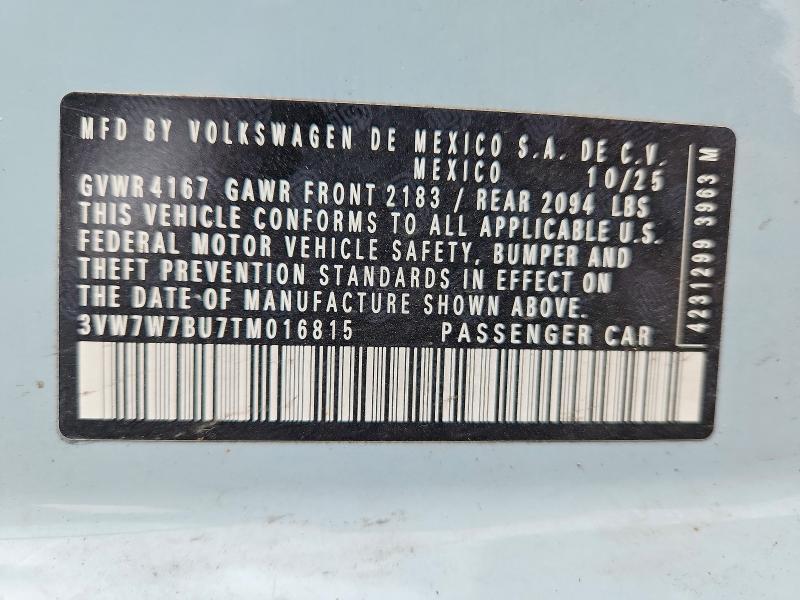 MFD BY VOLKSWAGEN DE MEXICO S.A. DE C.V.
MEXICO 10/25
GVWR 4167 GAWR FRONT 2183 / REAR 2094 LBS
THIS VEHICLE CONFORMS TO ALL APPLICABLE U.S.
FEDERAL MOTOR VEHICLE SAFETY, BUMPER AND
THEFT PREVENTION STANDARDS IN EFFECT ON
THE DATE OF MANUFACTURE SHOWN ABOVE.
3VW7W7BU7TM016815 PASSENGER CAR
4231299 3963 M